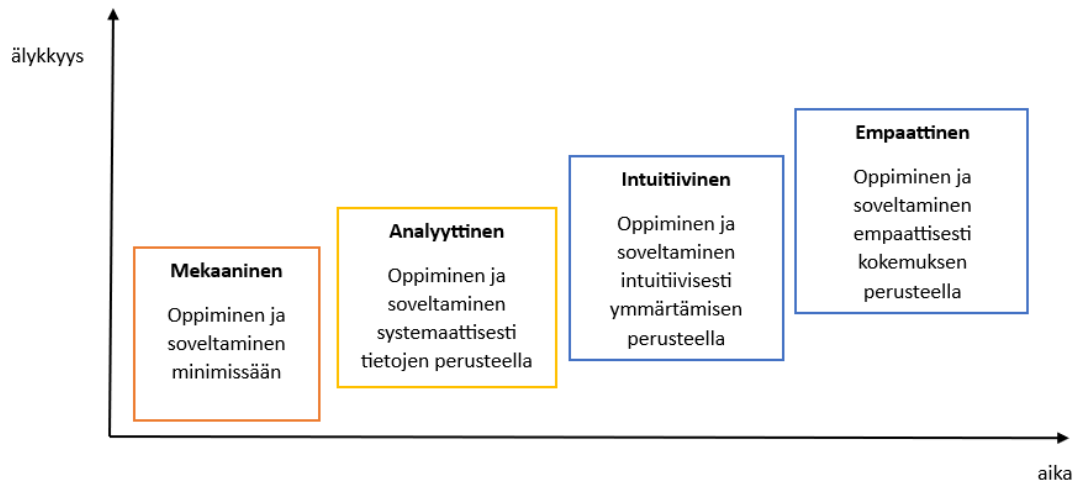 älykkyys
Mekaaninen
Oppiminen ja
soveltaminen
minimissään
Analyyttinen
Oppiminen ja
soveltaminen
systemaattisesti
tietojen perusteella
Intuitiivinen
Oppiminen ja
soveltaminen
intuitiivisesti
ymmärtämisen
perusteella
Empaattinen
Oppiminen ja
soveltaminen
empaattisesti
kokemuksen
perusteella
aika